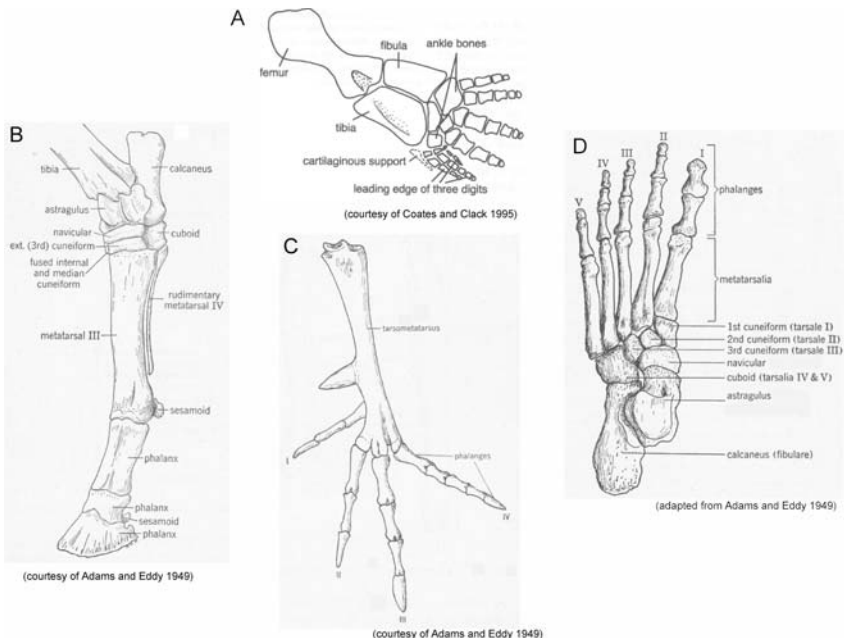 A
femur
fibula
ankle bones
tibia
cartilaginous support
leading edge of three digits
(courtesy of Coates and Clack 1995)
B
tibia
calcaneus
astragulus
navicular
cuboid
ext. (3rd) cuneiform
fused internal
and median
cuneiform
rudimentary
metatarsal IV
metatarsal III
sesamoid
phalanx
phalanx
sesamoid
phalanx
(courtesy of Adams and Eddy 1949)
C
tarsometatarsus
phalanges
I
II
III
IV
(courtesy of Adams and Eddy 1949)
D
I
II
III
IV
V
phalanges
metatarsalia
1st cuneiform (tarsale I)
2nd cuneiform (tarsale II)
3rd cuneiform (tarsale III)
navicular
cuboid (tarsalia IV & V)
astragulus
calcaneus (fibulare)
(adapted from Adams and Eddy 1949)